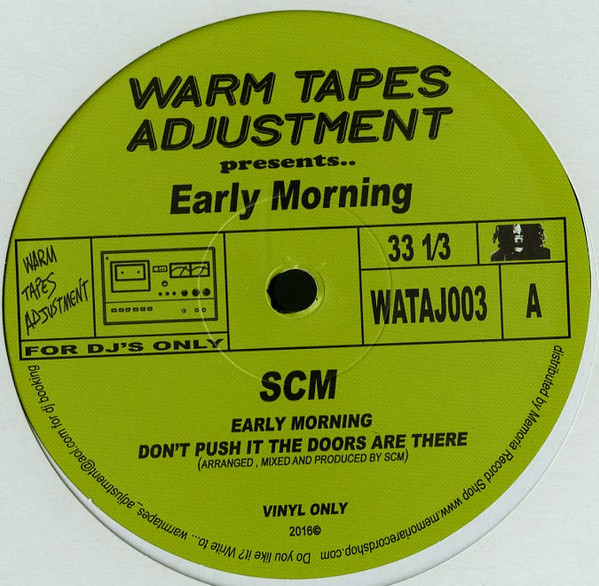 WARM TAPES
ADJUSTMENT
presents..
Early Morning
WARM
TAPES
ADJUSTMENT
FOR DJ'S ONLY
33 1/3
WATAJ003
A
SCM
EARLY MORNING
DON'T PUSH IT THE DOORS ARE THERE
(ARRANGED , MIXED AND PRODUCED BY SCM)
VINYL ONLY
2016©
Do you like it? Write to... warmtapes_adjustment@aol.com for dj booking
distributed by Memoria Record Shop www.memoriarecordshop.com